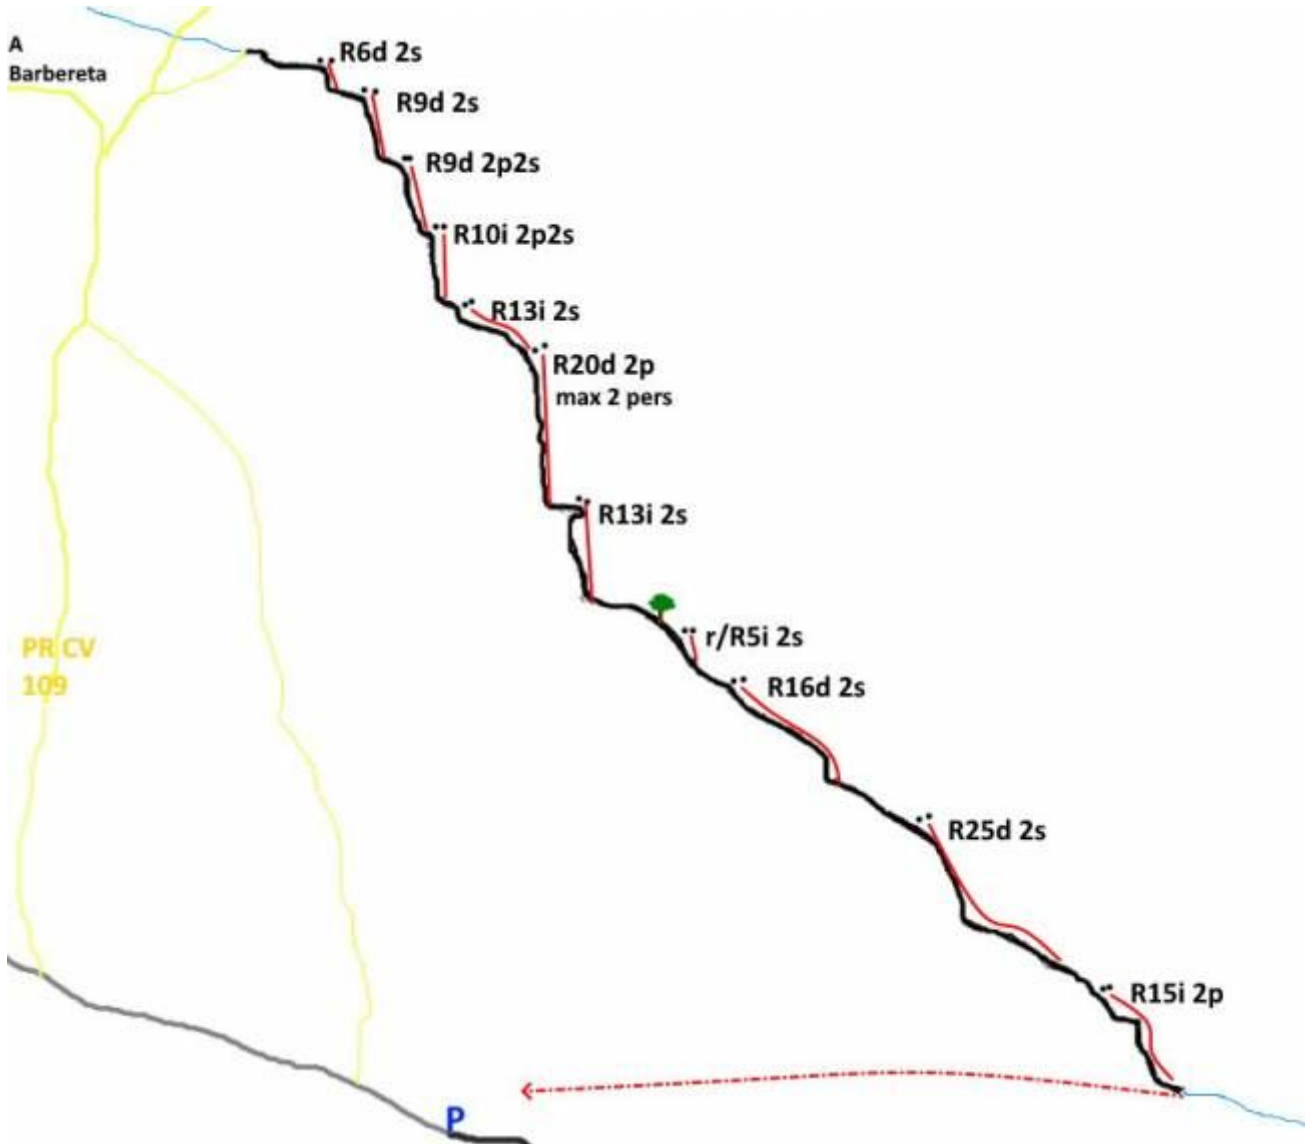 A
Barbereta
R6d 2s
R9d 2s
R9d 2p2s
R10i 2p2s
R13i 2s
R20d 2p
max 2 pers
R13i 2s
r/R5i 2s
PR CV
109
R16d 2s
R25d 2s
R15i 2p
P